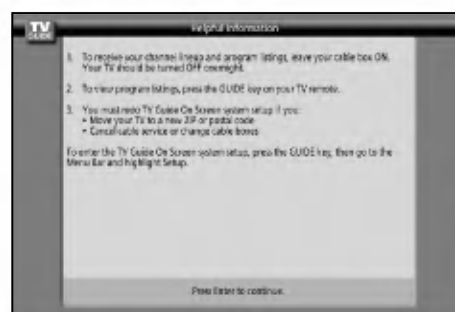 TV
GUIDE
Helpful Information
1. To receive your channel lineup and program listings, leave your cable box ON.
Your TV should be turned OFF overnight.
2. To view program listings, press the GUIDE key on your TV remote.
3. You must redo TV Guide On Screen system setup if you:
• Move your TV to a new ZIP or postal code
• Cancel cable service or change cable boxes
To enter the TV Guide On Screen system setup, press the GUIDE key, then go to the
Menu Bar and highlight Setup.
Press Enter to continue.